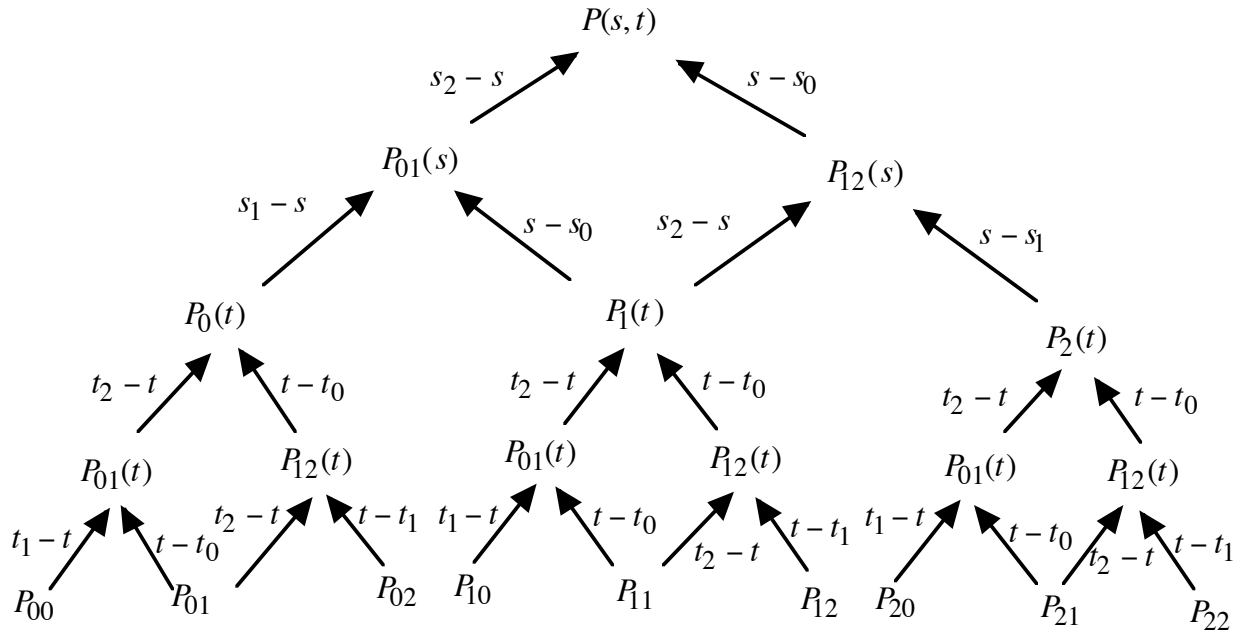 P(s,t)
s₂ − s
s − s₀
P₀₁(s)
P₁₂(s)
s₁ − s
s − s₀
s₂ − s
s − s₁
P₀(t)
P₁(t)
P₂(t)
t₂ − t
t − t₀
t₂ − t
t − t₀
t₂ − t
t − t₀
P₀₁(t)
P₁₂(t)
P₀₁(t)
P₁₂(t)
P₀₁(t)
P₁₂(t)
t₁ − t
t − t₀
t₂ − t
t − t₁
t₁ − t
t − t₀
t₂ − t
t − t₁
t₁ − t
t − t₀
t₂ − t
t − t₁
P₀₀
P₀₁
P₀₂
P₁₀
P₁₁
P₁₂
P₂₀
P₂₁
P₂₂